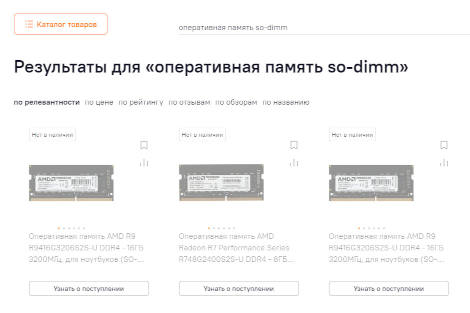 Каталог товаров
оперативная память so-dimm
Результаты для «оперативная память so-dimm»
по релевантности по цене по рейтингу по отзывам по обзорам по названию
Нет в наличии Нет в наличии Нет в наличии
AMD AMD AMD
Оперативная память AMD R9
R9416G3206S2S-U DDR4 - 16ГБ
3200МГц, для ноутбуков (SO-...
Оперативная память AMD
Radeon R7 Performance Series
R748G2400S2S-U DDR4 - 8ГБ...
Оперативная память AMD R9
R9416G3206S2S-U DDR4 - 16ГБ
3200МГц, для ноутбуков (SO-...
Узнать о поступлении Узнать о поступлении Узнать о поступлении